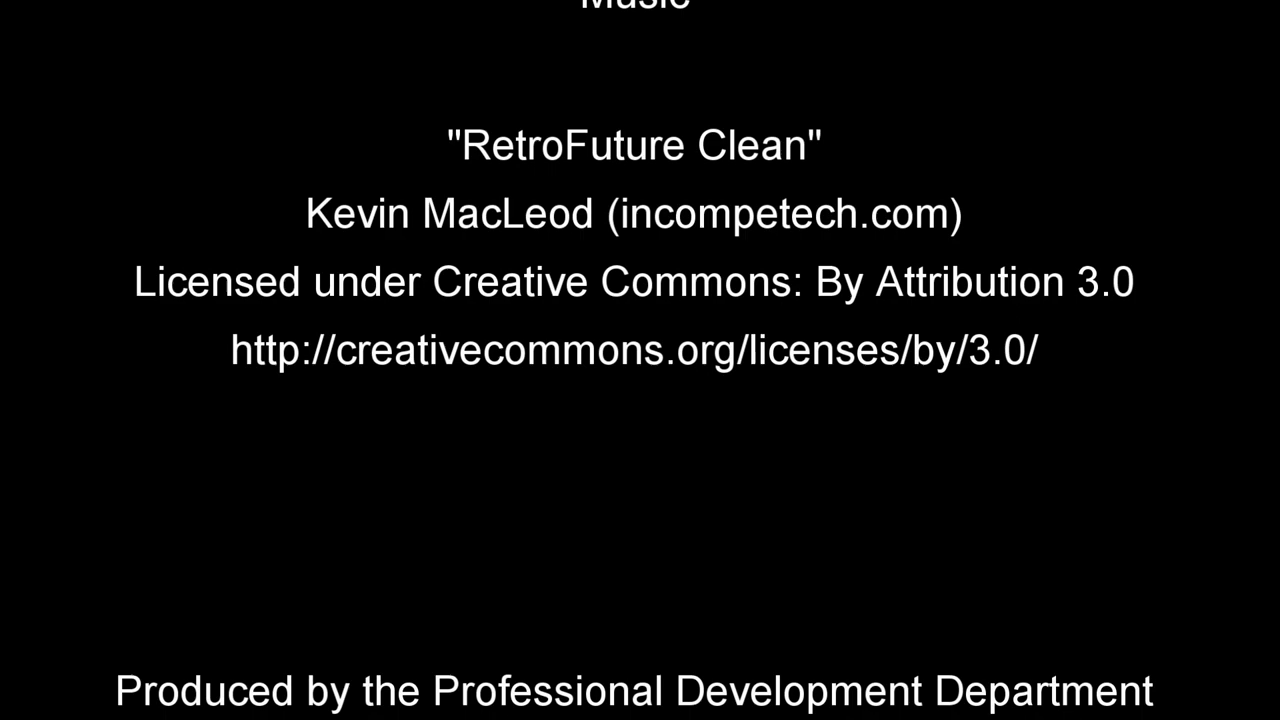 Music
"RetroFuture Clean"
Kevin MacLeod (incompetech.com)
Licensed under Creative Commons: By Attribution 3.0
http://creativecommons.org/licenses/by/3.0/
Produced by the Professional Development Department